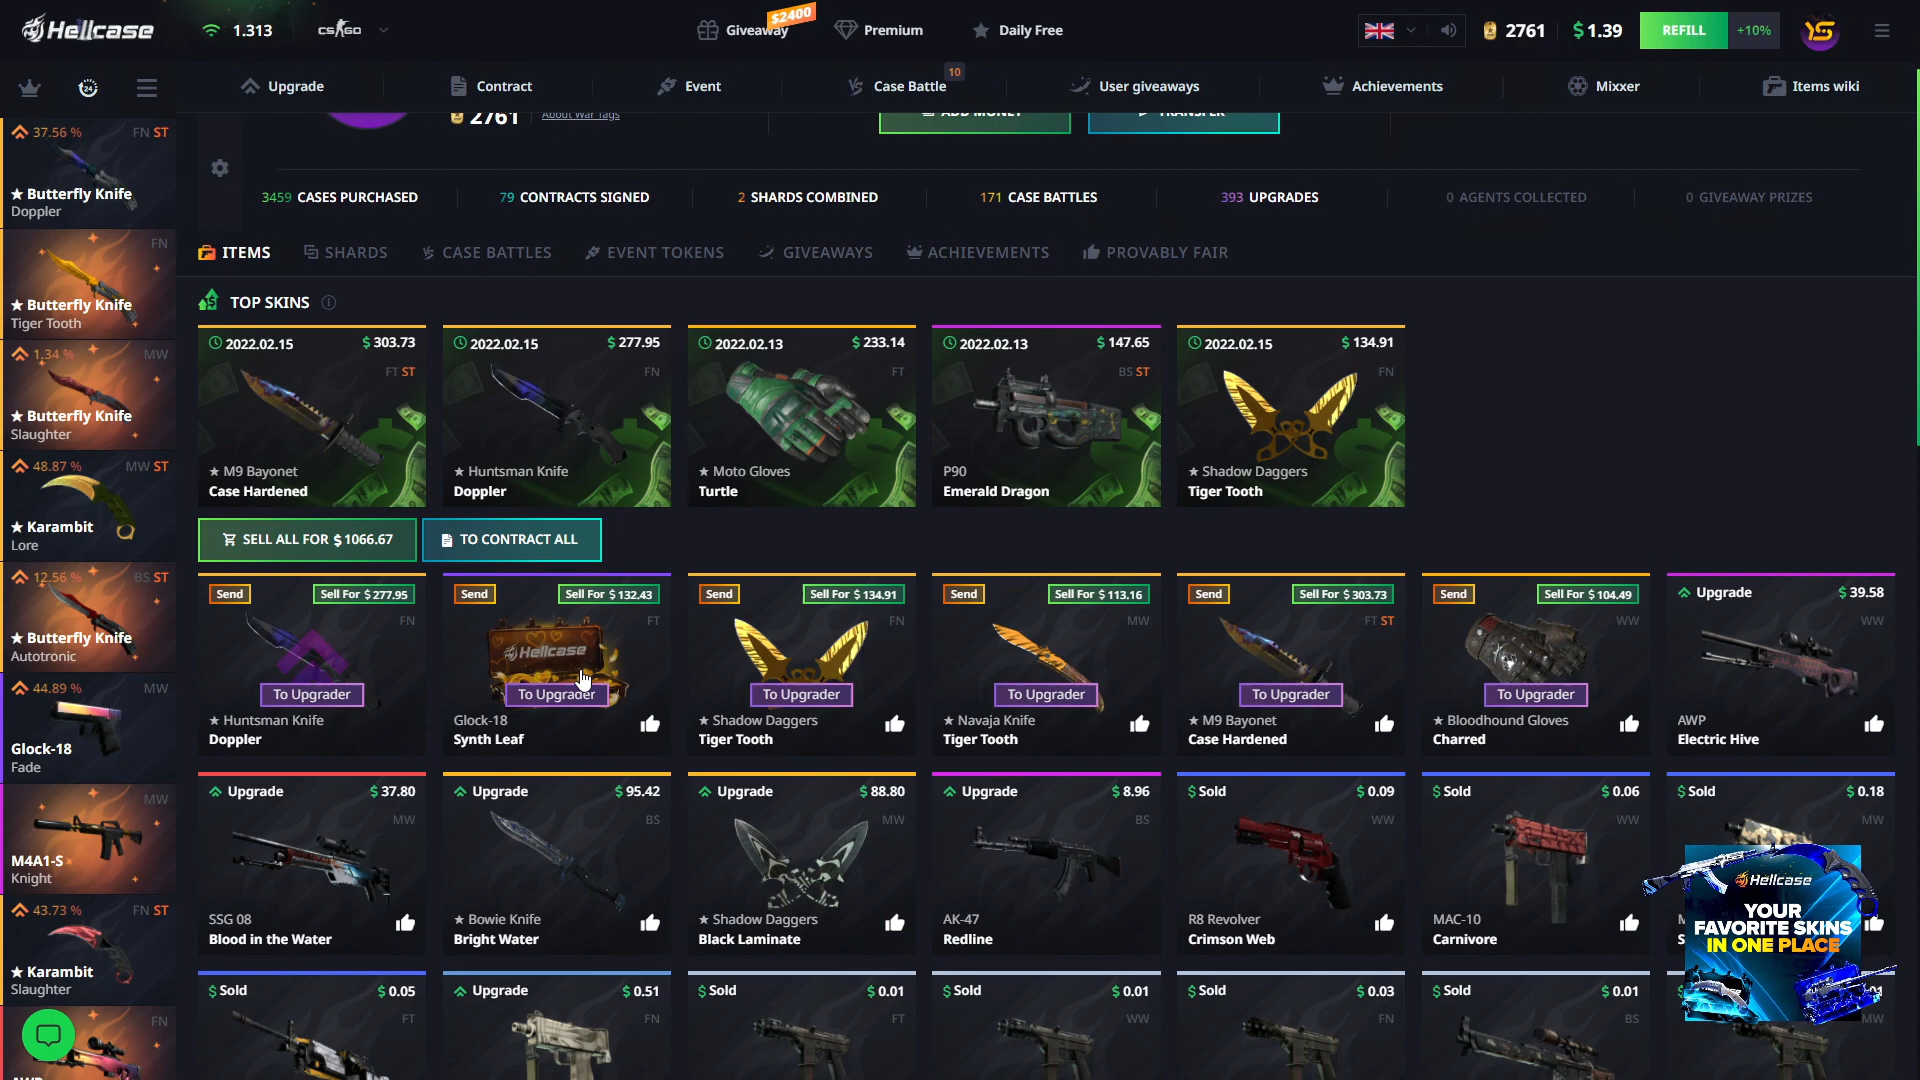 Hellcase
1.313
CS:GO
Giveaway
$2400
Premium
Daily Free
2761
$ 1.39
REFILL
+10%
24
Upgrade
Contract
Event
Case Battle
10
User giveaways
Achievements
Mixxer
Items wiki
2761
About War Tags
ADD MONEY
TRANSFER
3459 CASES PURCHASED
79 CONTRACTS SIGNED
2 SHARDS COMBINED
171 CASE BATTLES
393 UPGRADES
0 AGENTS COLLECTED
0 GIVEAWAY PRIZES
ITEMS
SHARDS
CASE BATTLES
EVENT TOKENS
GIVEAWAYS
ACHIEVEMENTS
PROVABLY FAIR
37.56 %
FN ST
★ Butterfly Knife
Doppler
FN
★ Butterfly Knife
Tiger Tooth
1.34 %
MW
★ Butterfly Knife
Slaughter
48.87 %
MW ST
★ Karambit
Lore
12.56 %
BS ST
★ Butterfly Knife
Autotronic
44.89 %
MW
Glock-18
Fade
MW
M4A1-S
Knight
43.73 %
FN ST
★ Karambit
Slaughter
FN
TOP SKINS
2022.02.15 $ 303.73
FT ST
★ M9 Bayonet
Case Hardened
2022.02.15 $ 277.95
FN
★ Huntsman Knife
Doppler
2022.02.13 $ 233.14
FT
★ Moto Gloves
Turtle
2022.02.13 $ 147.65
BS ST
P90
Emerald Dragon
2022.02.15 $ 134.91
FN
★ Shadow Daggers
Tiger Tooth
SELL ALL FOR $ 1066.67
TO CONTRACT ALL
Send Sell For $ 277.95
FN
To Upgrader
★ Huntsman Knife
Doppler
Send Sell For $ 132.43
FT
Hellcase
To Upgrader
Glock-18
Synth Leaf
Send Sell For $ 134.91
FN
To Upgrader
★ Shadow Daggers
Tiger Tooth
Send Sell For $ 113.16
MW
To Upgrader
★ Navaja Knife
Tiger Tooth
Send Sell For $ 303.73
FT ST
To Upgrader
★ M9 Bayonet
Case Hardened
Send Sell For $ 104.49
WW
To Upgrader
★ Bloodhound Gloves
Charred
Upgrade $ 39.58
WW
AWP
Electric Hive
Upgrade $ 37.80
MW
SSG 08
Blood in the Water
Upgrade $ 95.42
BS
★ Bowie Knife
Bright Water
Upgrade $ 88.80
MW
★ Shadow Daggers
Black Laminate
Upgrade $ 8.96
BS
AK-47
Redline
$ Sold $ 0.09
WW
R8 Revolver
Crimson Web
$ Sold $ 0.06
WW
MAC-10
Carnivore
$ Sold $ 0.18
MW
Hellcase
YOUR
FAVORITE SKINS
IN ONE PLACE
$ Sold $ 0.05
FT
Upgrade $ 0.51
FN
$ Sold $ 0.01
FT
$ Sold $ 0.01
WW
$ Sold $ 0.03
FN
$ Sold $ 0.01
BS
MW